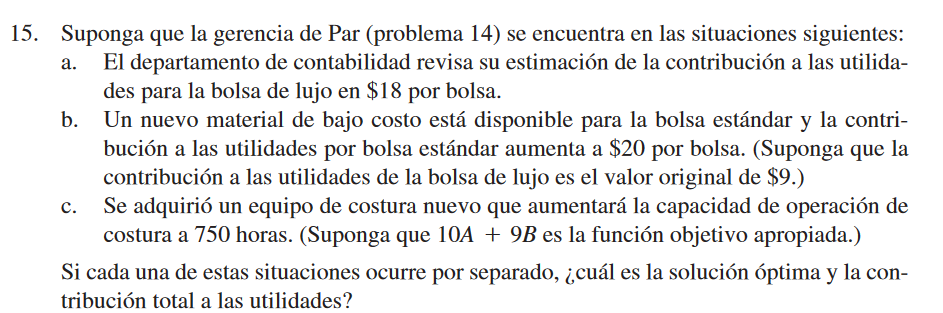 15. Suponga que la gerencia de Par (problema 14) se encuentra en las situaciones siguientes:
a. El departamento de contabilidad revisa su estimación de la contribución a las utilida-
des para la bolsa de lujo en $18 por bolsa.
b. Un nuevo material de bajo costo está disponible para la bolsa estándar y la contri-
bución a las utilidades por bolsa estándar aumenta a $20 por bolsa. (Suponga que la
contribución a las utilidades de la bolsa de lujo es el valor original de $9.)
c. Se adquirió un equipo de costura nuevo que aumentará la capacidad de operación de
costura a 750 horas. (Suponga que 10A + 9B es la función objetivo apropiada.)
Si cada una de estas situaciones ocurre por separado, ¿cuál es la solución óptima y la con-
tribución total a las utilidades?